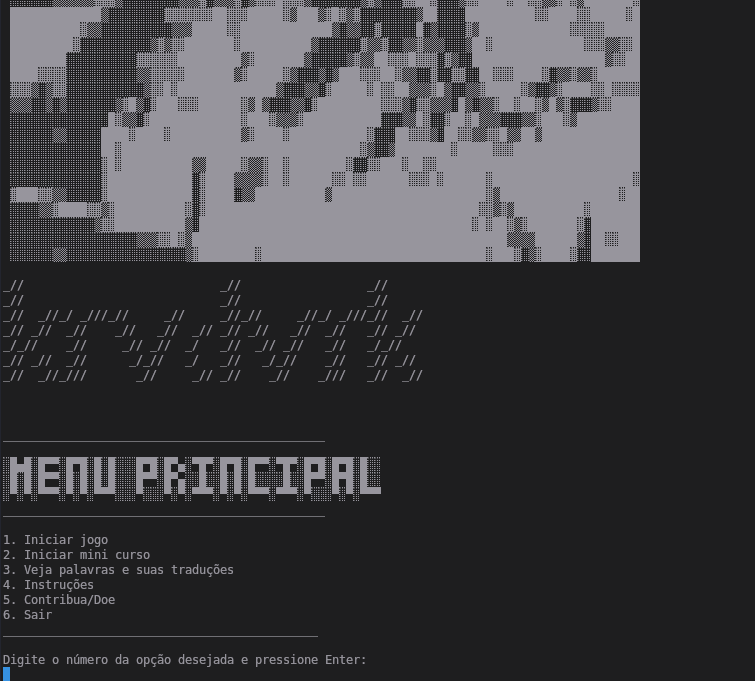 MENU PRINCIPAL
1. Iniciar jogo
2. Iniciar mini curso
3. Veja palavras e suas traduções
4. Instruções
5. Contribua/Doe
6. Sair
Digite o número da opção desejada e pressione Enter: